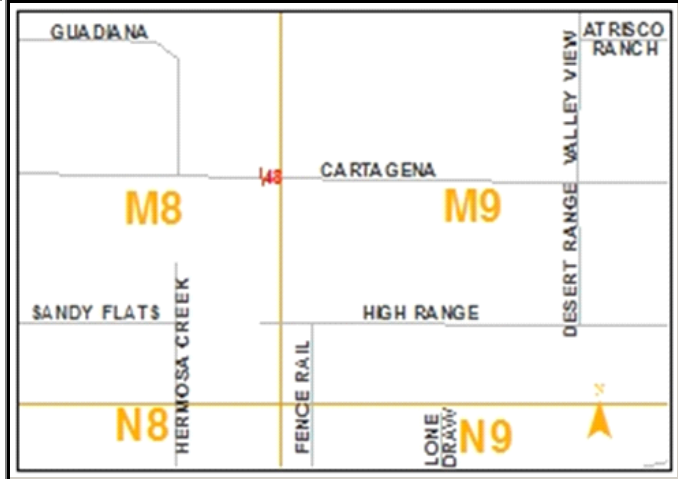 GUADIANA
ATRISCO
RANCH
VALLEY VIEW
CARTAGENA
48
M8
M9
DESERT RANGE
SANDY FLATS
HERMOSA CREEK
HIGH RANGE
FENCE RAIL
N
N8
LONE
DRAW
N9